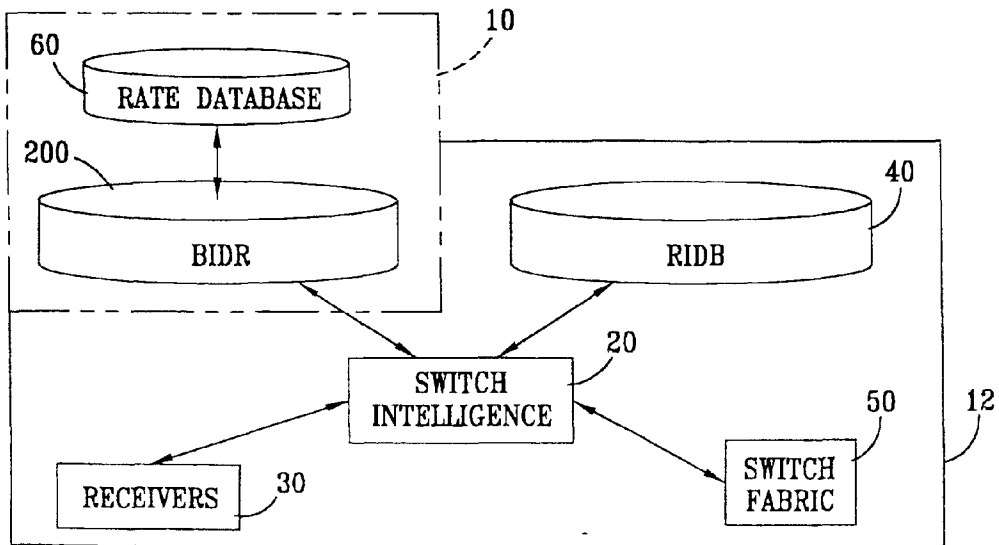 10
60
RATE DATABASE
200
40
BIDR
RIDB
20
SWITCH
INTELLIGENCE
50
12
RECEIVERS
30
SWITCH
FABRIC